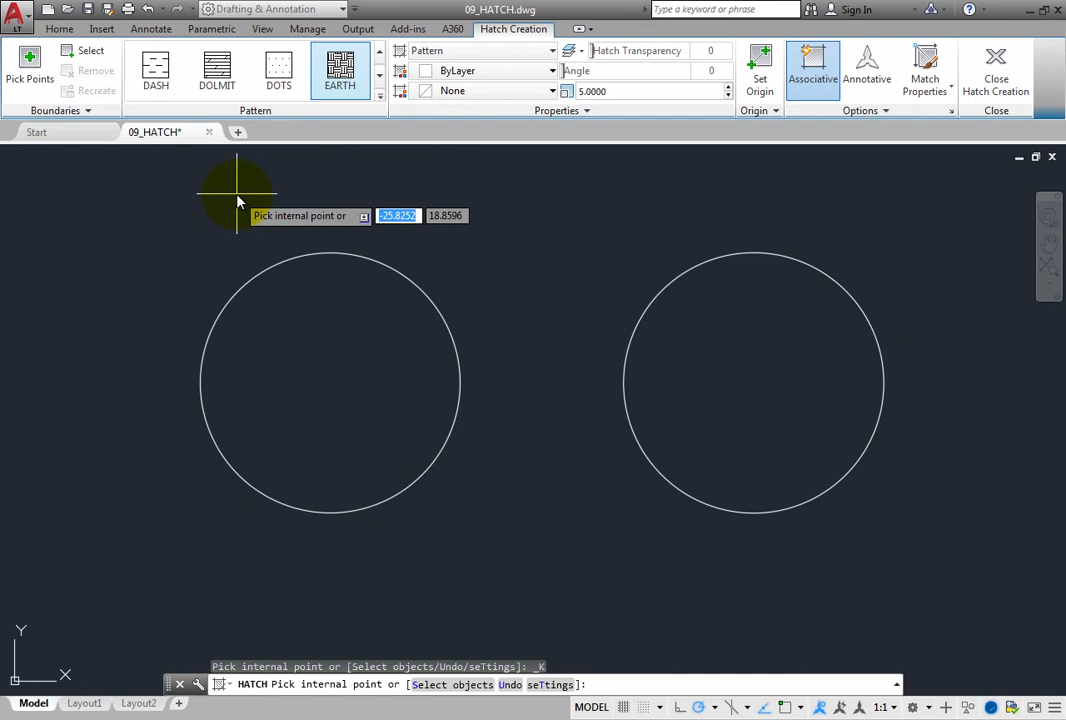 LT
Drafting & Annotation
09_HATCH.dwg
Type a keyword or phrase
Sign In
Home Insert Annotate Parametric View Manage Output Add-ins A360 Hatch Creation
Pick Points
Select
Remove
Recreate
Boundaries
DASH
DOLMIT
DOTS
EARTH
Pattern
Pattern
ByLayer
None
Hatch Transparency 0
Angle 0
5.0000
Properties
Set Origin
Origin
Associative
Annotative
Match Properties
Options
Close Hatch Creation
Close
Start
09_HATCH*
Pick internal point or -25.8252 18.8596
Y
X
Pick internal point or [Select objects/Undo/seTtings]: _K
HATCH Pick internal point or [Select objects Undo seTtings]:
Model Layout1 Layout2
MODEL
1:1